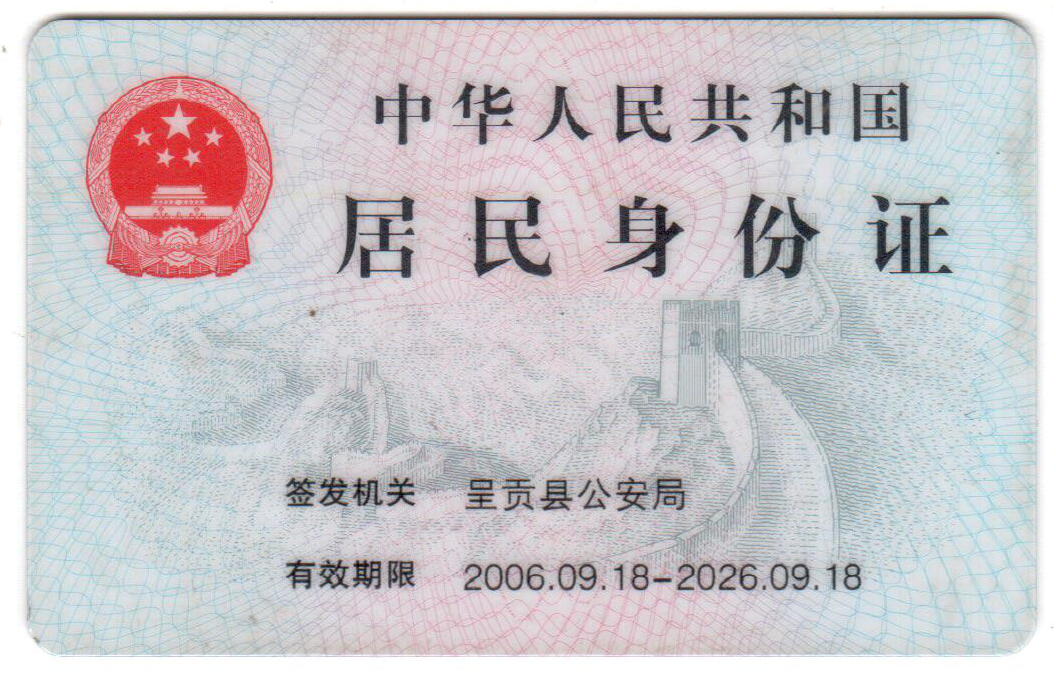 中华人民共和国
居民身份证
签发机关 呈贡县公安局
有效期限 2006.09.18-2026.09.18